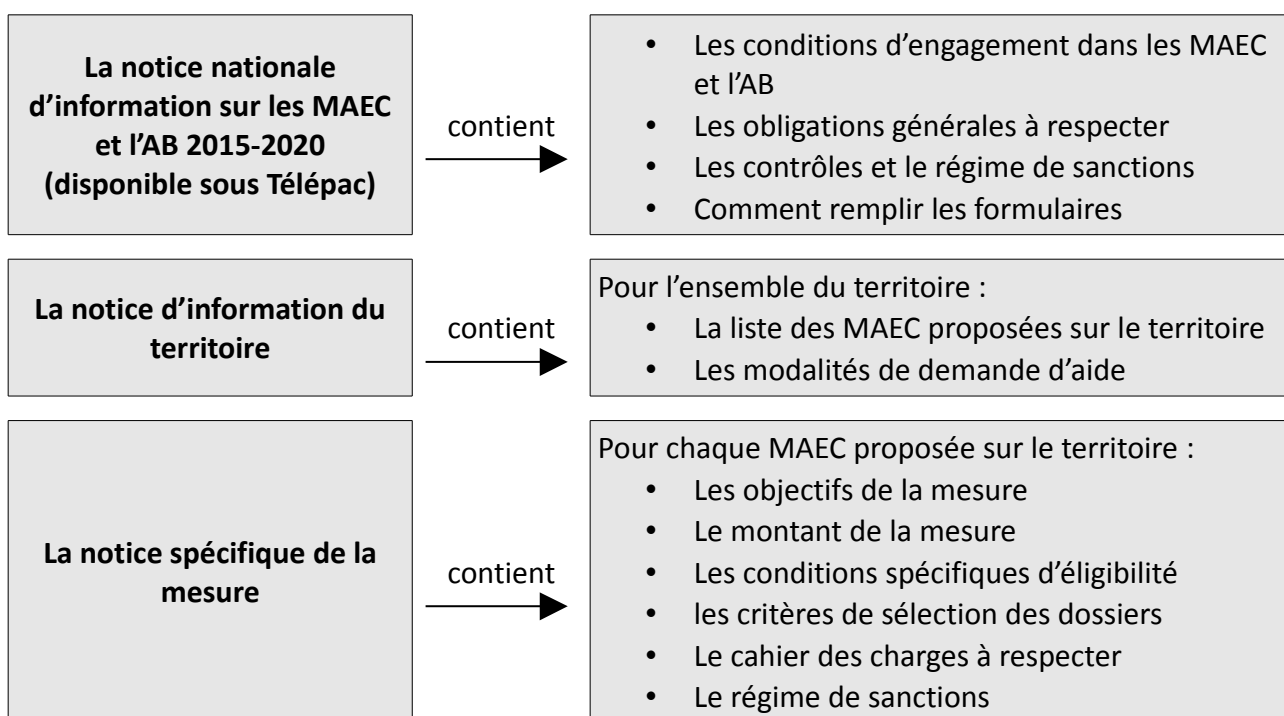 La notice nationale
d’information sur les MAEC
et l’AB 2015-2020
(disponible sous Télépac)
contient
• Les conditions d’engagement dans les MAEC
et l’AB
• Les obligations générales à respecter
• Les contrôles et le régime de sanctions
• Comment remplir les formulaires
La notice d’information du
territoire
contient
Pour l’ensemble du territoire :
• La liste des MAEC proposées sur le territoire
• Les modalités de demande d’aide
La notice spécifique de la
mesure
contient
Pour chaque MAEC proposée sur le territoire :
• Les objectifs de la mesure
• Le montant de la mesure
• Les conditions spécifiques d’éligibilité
• les critères de sélection des dossiers
• Le cahier des charges à respecter
• Le régime de sanctions